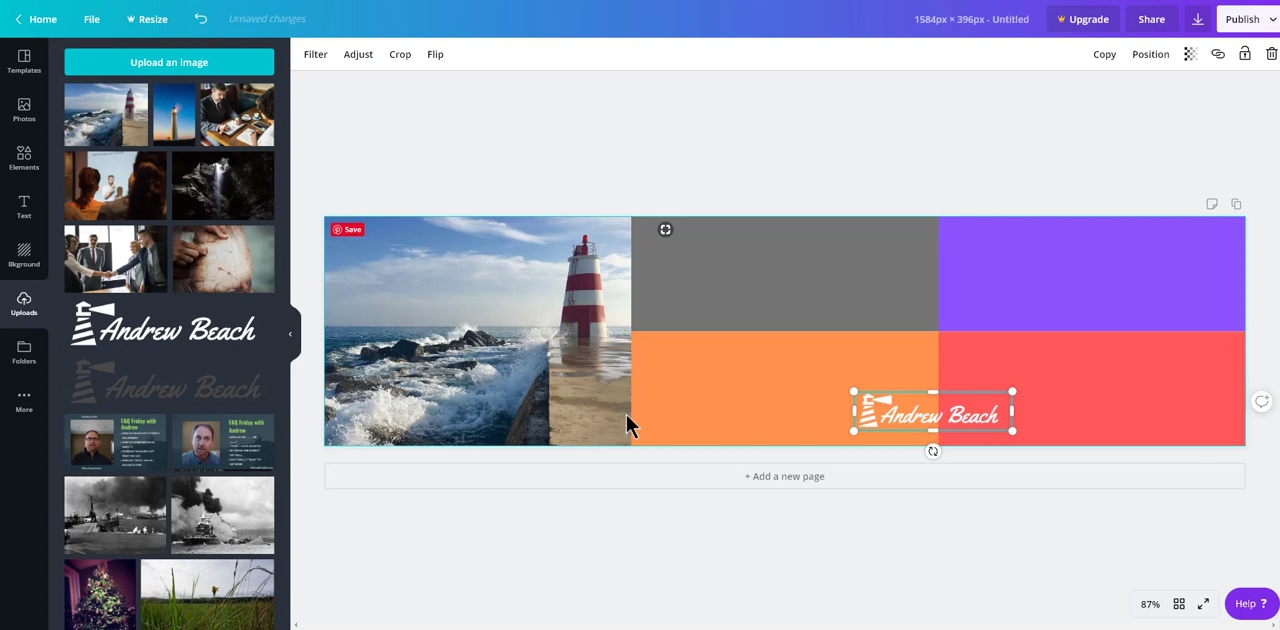 Home File Resize Unsaved changes 1584px × 396px - Untitled Upgrade Share Publish
Filter Adjust Crop Flip Copy Position
Templates
Photos
Elements
Text
Bkground
Uploads
Folders
More
Upload an image
Andrew Beach
Andrew Beach
FAQ Friday with
Andrew
FAQ Friday with
Andrew
Save
Andrew Beach
+ Add a new page
87%
Help ?